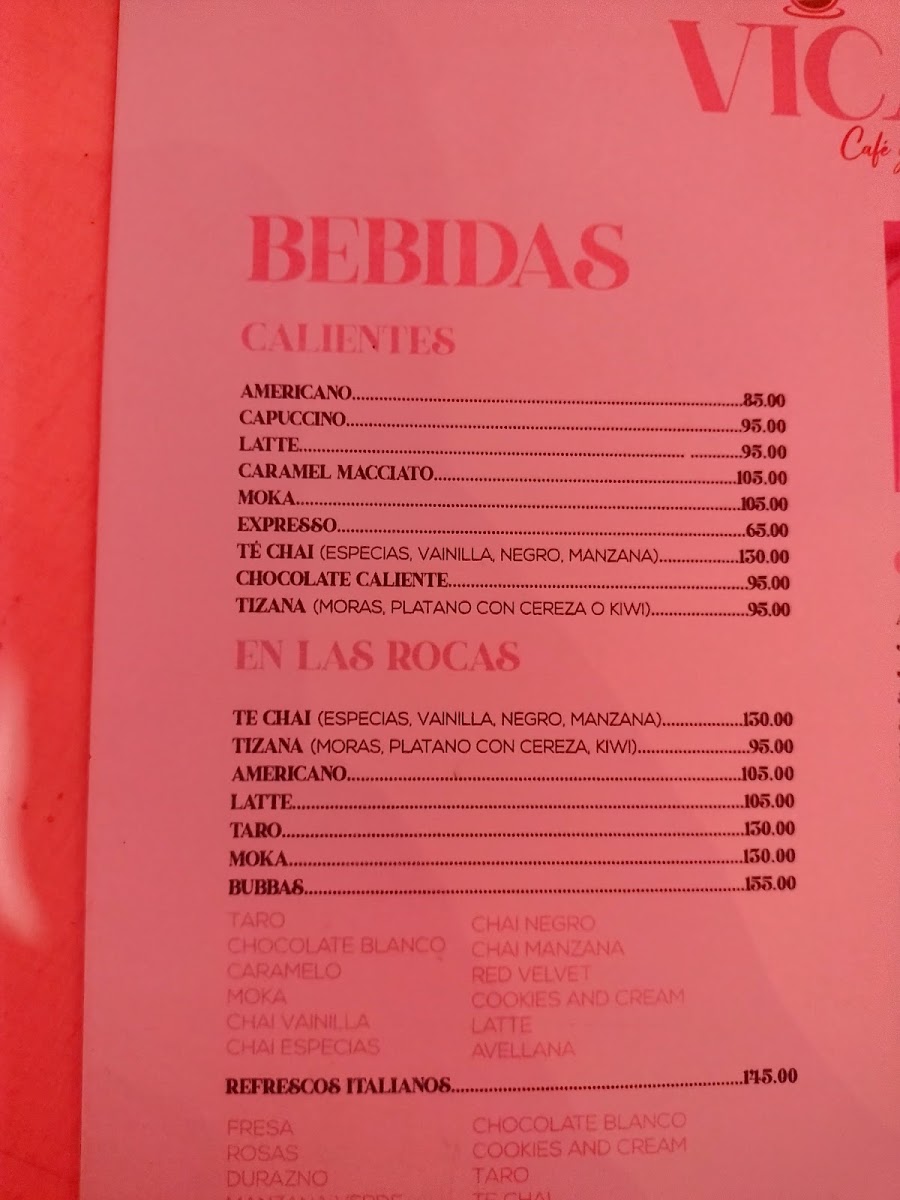 VIC
Café
BEBIDAS
CALIENTES
AMERICANO....85.00
CAPUCCINO....95.00
LATTE.... ....95.00
CARAMEL MACCIATO....105.00
MOKA....105.00
EXPRESSO....65.00
TÉ CHAI (ESPECIAS, VAINILLA, NEGRO, MANZANA)....130.00
CHOCOLATE CALIENTE....95.00
TIZANA (MORAS, PLATANO CON CEREZA O KIWI)....95.00
EN LAS ROCAS
TE CHAI (ESPECIAS, VAINILLA, NEGRO, MANZANA)....130.00
TIZANA (MORAS, PLATANO CON CEREZA, KIWI)....95.00
AMERICANO....105.00
LATTE....105.00
TARO....130.00
MOKA....130.00
BUBBAS....135.00
TARO CHAI NEGRO
CHOCOLATE BLANCO CHAI MANZANA
CARAMELO RED VELVET
MOKA COOKIES AND CREAM
CHAI VAINILLA LATTE
CHAI ESPECIAS AVELLANA
REFRESCOS ITALIANOS....145.00
FRESA CHOCOLATE BLANCO
ROSAS COOKIES AND CREAM
DURAZNO TARO
MANZANA VERDE TE CHAI